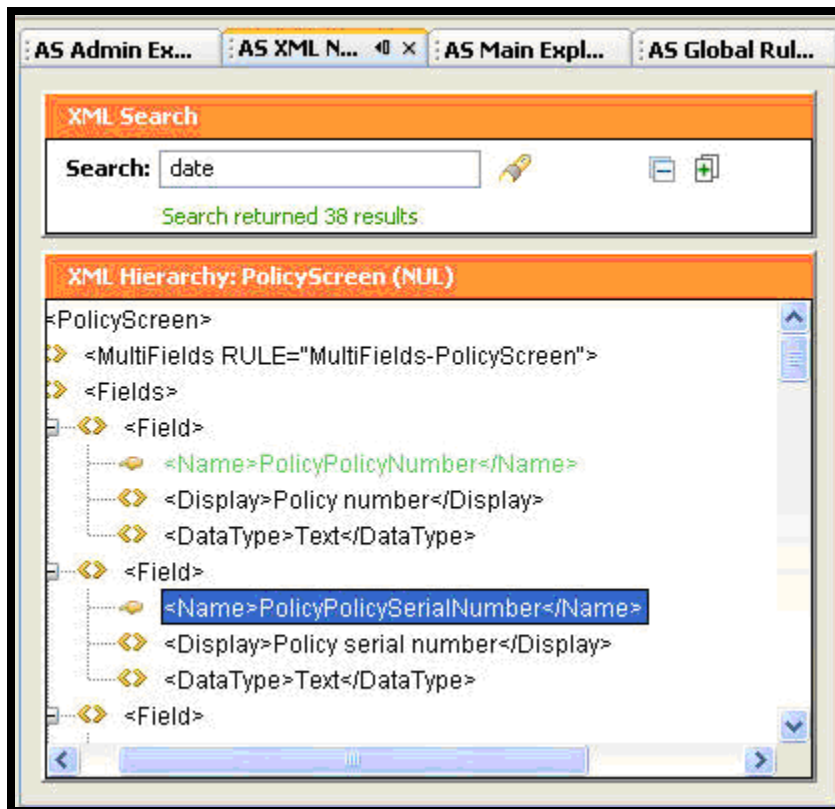 AS Admin Ex... AS XML N... AS Main Expl... AS Global Rul...
XML Search
Search: date
Search returned 38 results
XML Hierarchy: PolicyScreen (NUL)
<PolicyScreen>
<MultiFields RULE="MultiFields-PolicyScreen">
<Fields>
<Field>
<Name>PolicyPolicyNumber</Name>
<Display>Policy number</Display>
<DataType>Text</DataType>
<Field>
<Name>PolicyPolicySerialNumber</Name>
<Display>Policy serial number</Display>
<DataType>Text</DataType>
<Field>